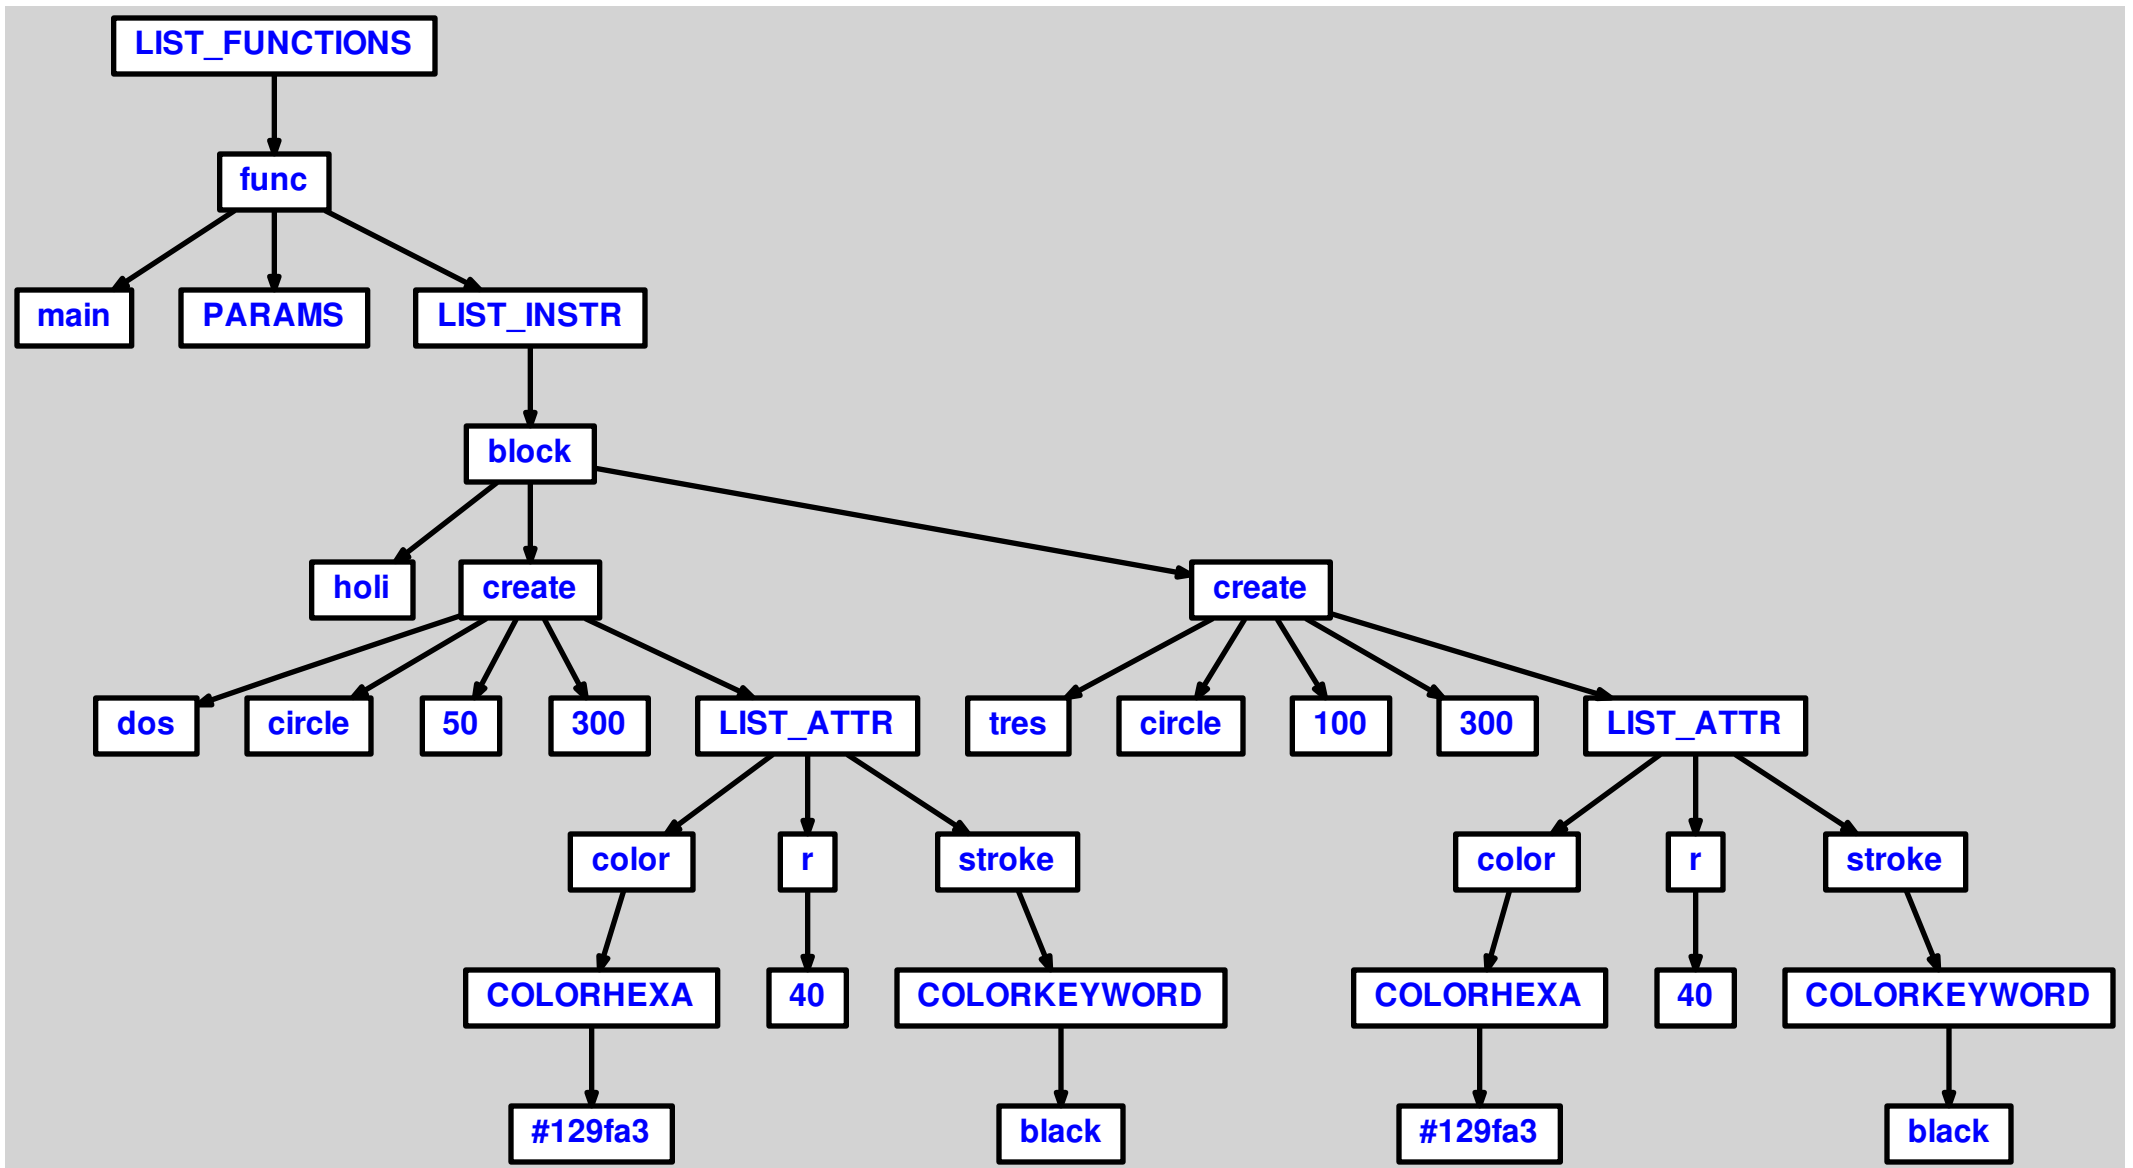 LIST_FUNCTIONS
func
main PARAMS LIST_INSTR
block
holi create create
dos circle 50 300 LIST_ATTR tres circle 100 300 LIST_ATTR
color r stroke color r stroke
COLORHEXA 40 COLORKEYWORD COLORHEXA 40 COLORKEYWORD
#129fa3 black #129fa3 black